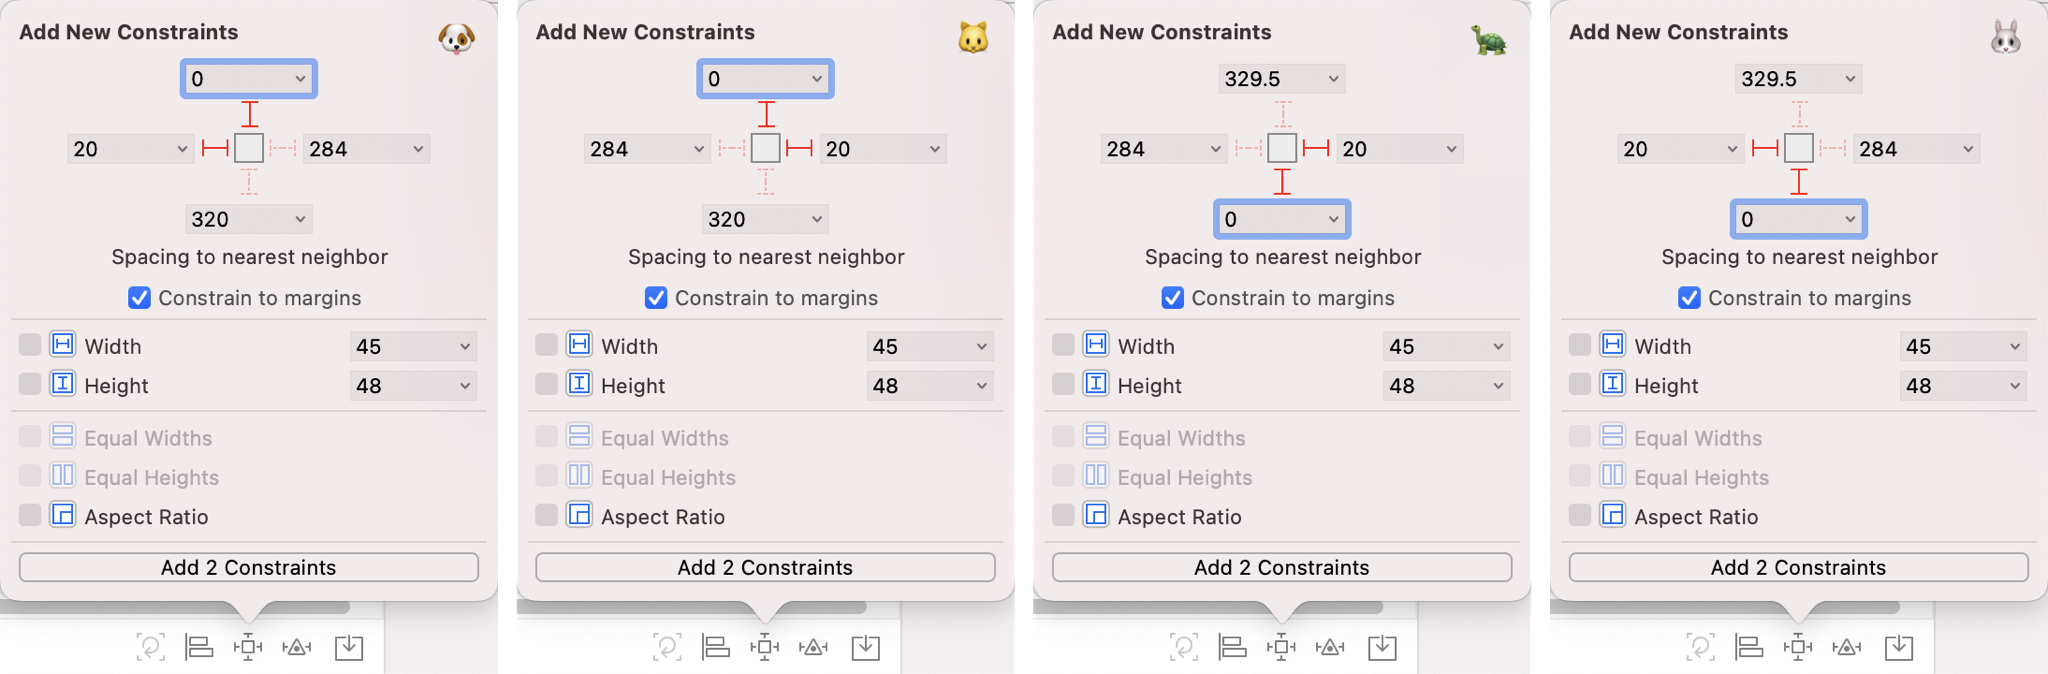 Add New Constraints
0
20
284
320
Spacing to nearest neighbor
Constrain to margins
Width 45
Height 48
Equal Widths
Equal Heights
Aspect Ratio
Add 2 Constraints
Add New Constraints
0
284
20
320
Spacing to nearest neighbor
Constrain to margins
Width 45
Height 48
Equal Widths
Equal Heights
Aspect Ratio
Add 2 Constraints
Add New Constraints
329.5
284
20
0
Spacing to nearest neighbor
Constrain to margins
Width 45
Height 48
Equal Widths
Equal Heights
Aspect Ratio
Add 2 Constraints
Add New Constraints
329.5
20
284
0
Spacing to nearest neighbor
Constrain to margins
Width 45
Height 48
Equal Widths
Equal Heights
Aspect Ratio
Add 2 Constraints